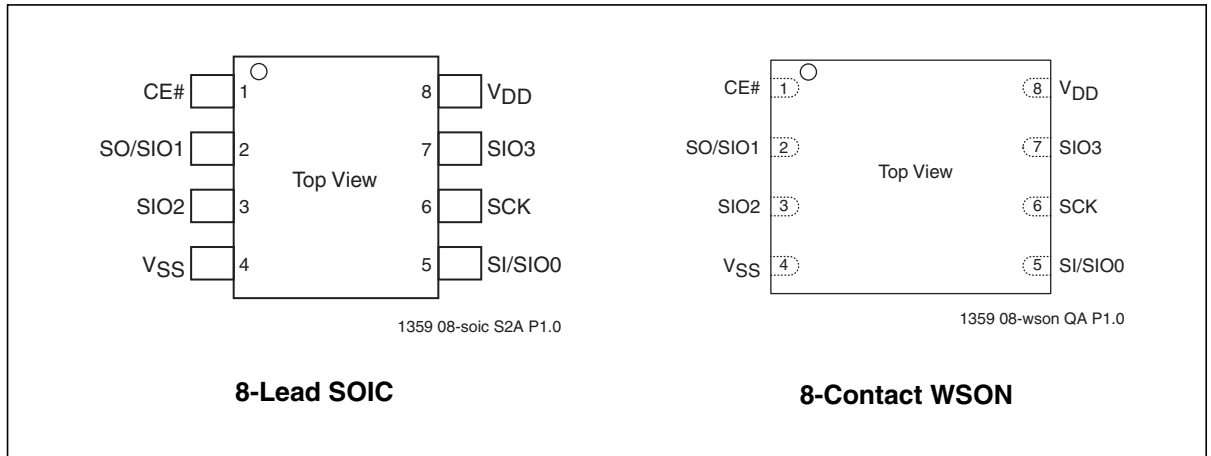 CE#
1
8
VDD
SO/SIO1
2
7
SIO3
Top View
SIO2
3
6
SCK
VSS
4
5
SI/SIO0
1359 08-soic S2A P1.0
8-Lead SOIC
CE#
1
8
VDD
SO/SIO1
2
7
SIO3
Top View
SIO2
3
6
SCK
VSS
4
5
SI/SIO0
1359 08-wson QA P1.0
8-Contact WSON